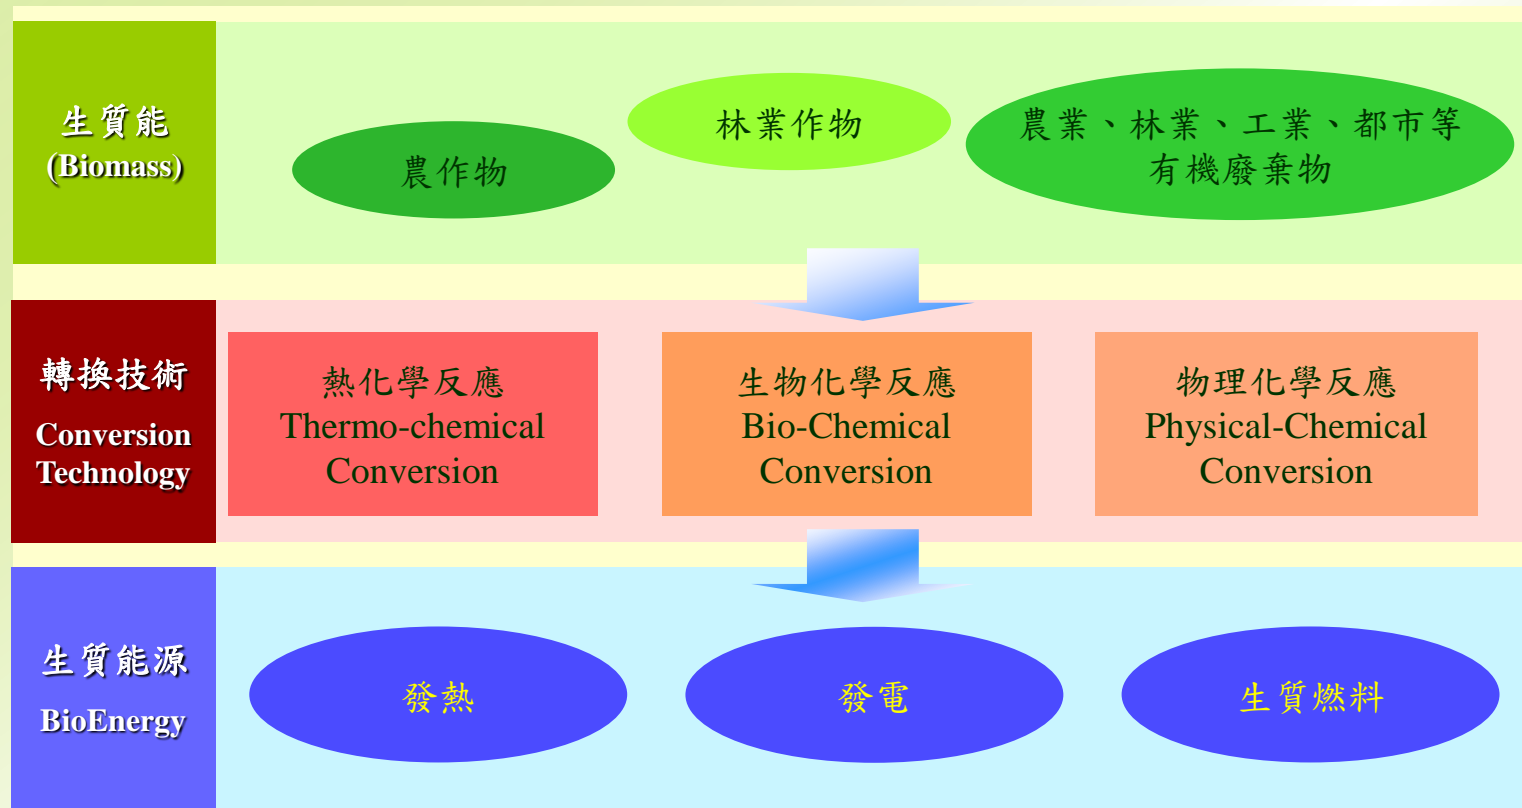 生質能
(Biomass)
農作物
林業作物
農業、林業、工業、都市等
有機廢棄物
轉換技術
Conversion
Technology
熱化學反應
Thermo-chemical
Conversion
生物化學反應
Bio-Chemical
Conversion
物理化學反應
Physical-Chemical
Conversion
生質能源
BioEnergy
發熱
發電
生質燃料